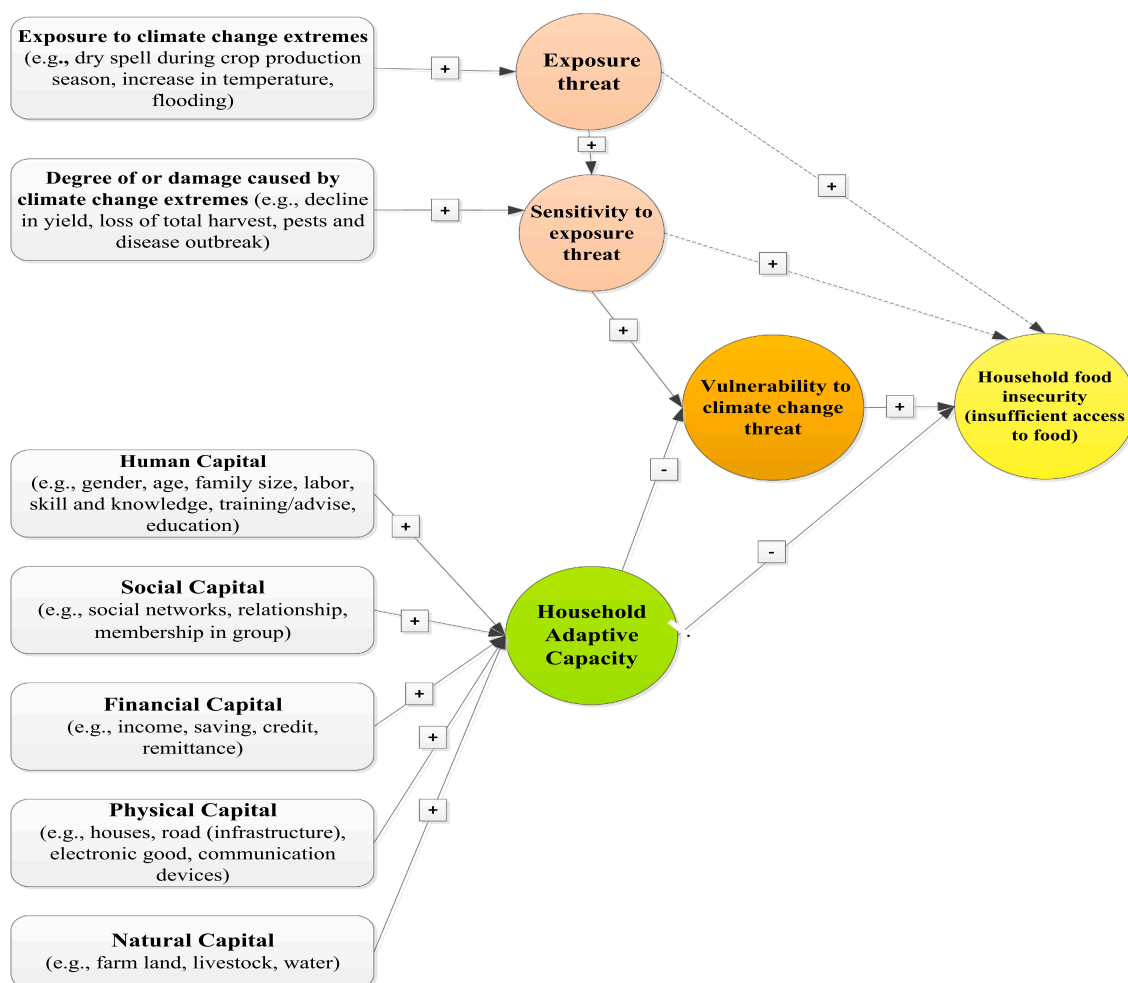 Exposure to climate change extremes
(e.g., dry spell during crop production
season, increase in temperature,
flooding)
+
Exposure
threat
+
+
Degree of or damage caused by
climate change extremes (e.g., decline
in yield, loss of total harvest, pests and
disease outbreak)
+
Sensitivity to
exposure
threat
+
+
Vulnerability to
climate change
threat
+
Household food
insecurity
(insufficient access
to food)
Human Capital
(e.g., gender, age, family size, labor,
skill and knowledge, training/advise,
education)
+
-
-
Social Capital
(e.g., social networks, relationship,
membership in group)
+
Household
Adaptive
Capacity
.
Financial Capital
(e.g., income, saving, credit,
remittance)
+
Physical Capital
(e.g., houses, road (infrastructure),
electronic good, communication
devices)
+
Natural Capital
(e.g., farm land, livestock, water)
+